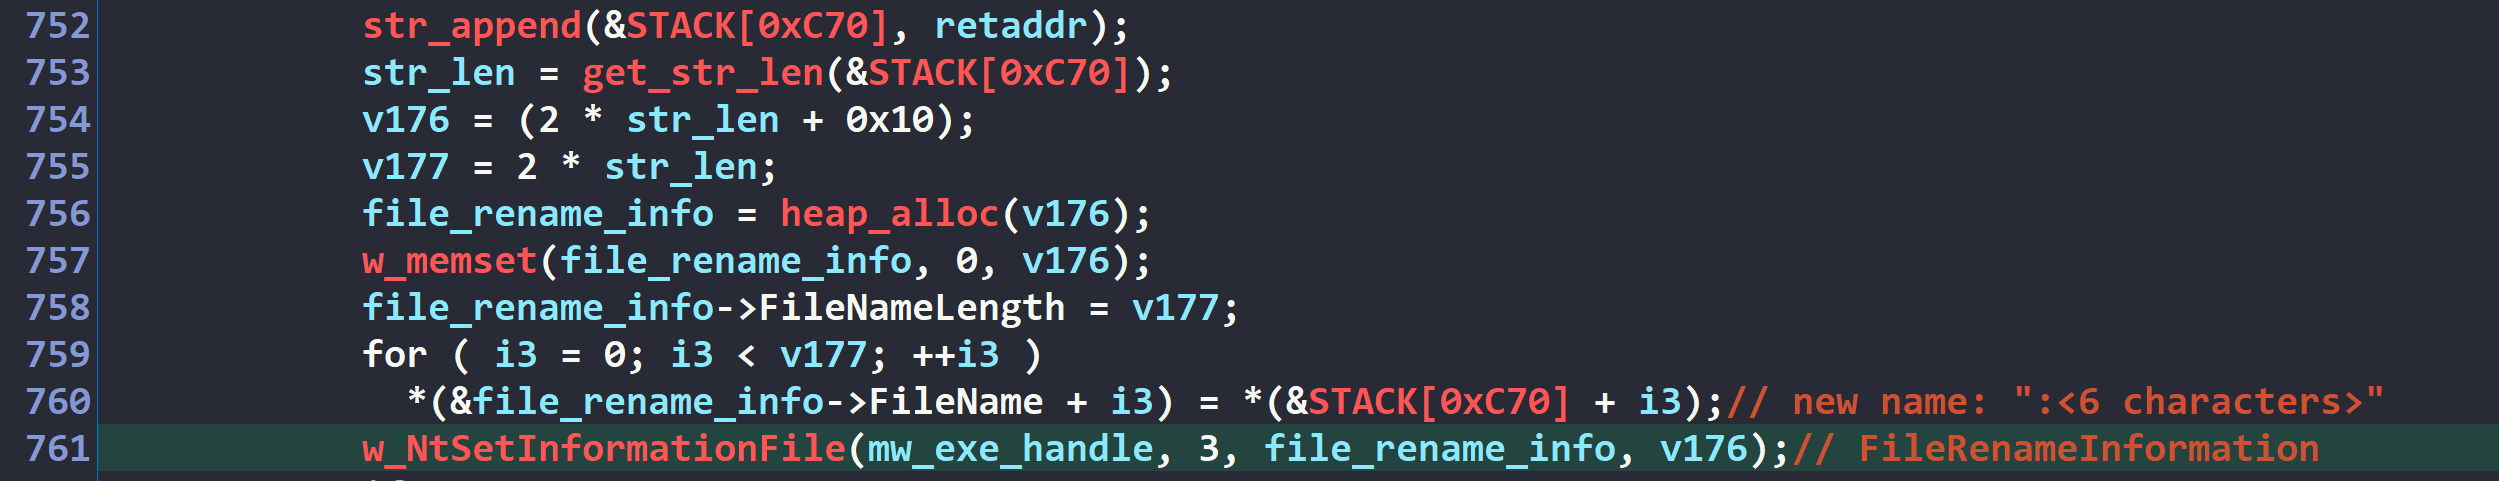 752 str_append(&STACK[0xC70], retaddr);
753 str_len = get_str_len(&STACK[0xC70]);
754 v176 = (2 * str_len + 0x10);
755 v177 = 2 * str_len;
756 file_rename_info = heap_alloc(v176);
757 w_memset(file_rename_info, 0, v176);
758 file_rename_info->FileNameLength = v177;
759 for ( i3 = 0; i3 < v177; ++i3 )
760 *(&file_rename_info->FileName + i3) = *(&STACK[0xC70] + i3);// new name: ":<6 characters>"
761 w_NtSetInformationFile(mw_exe_handle, 3, file_rename_info, v176);// FileRenameInformation